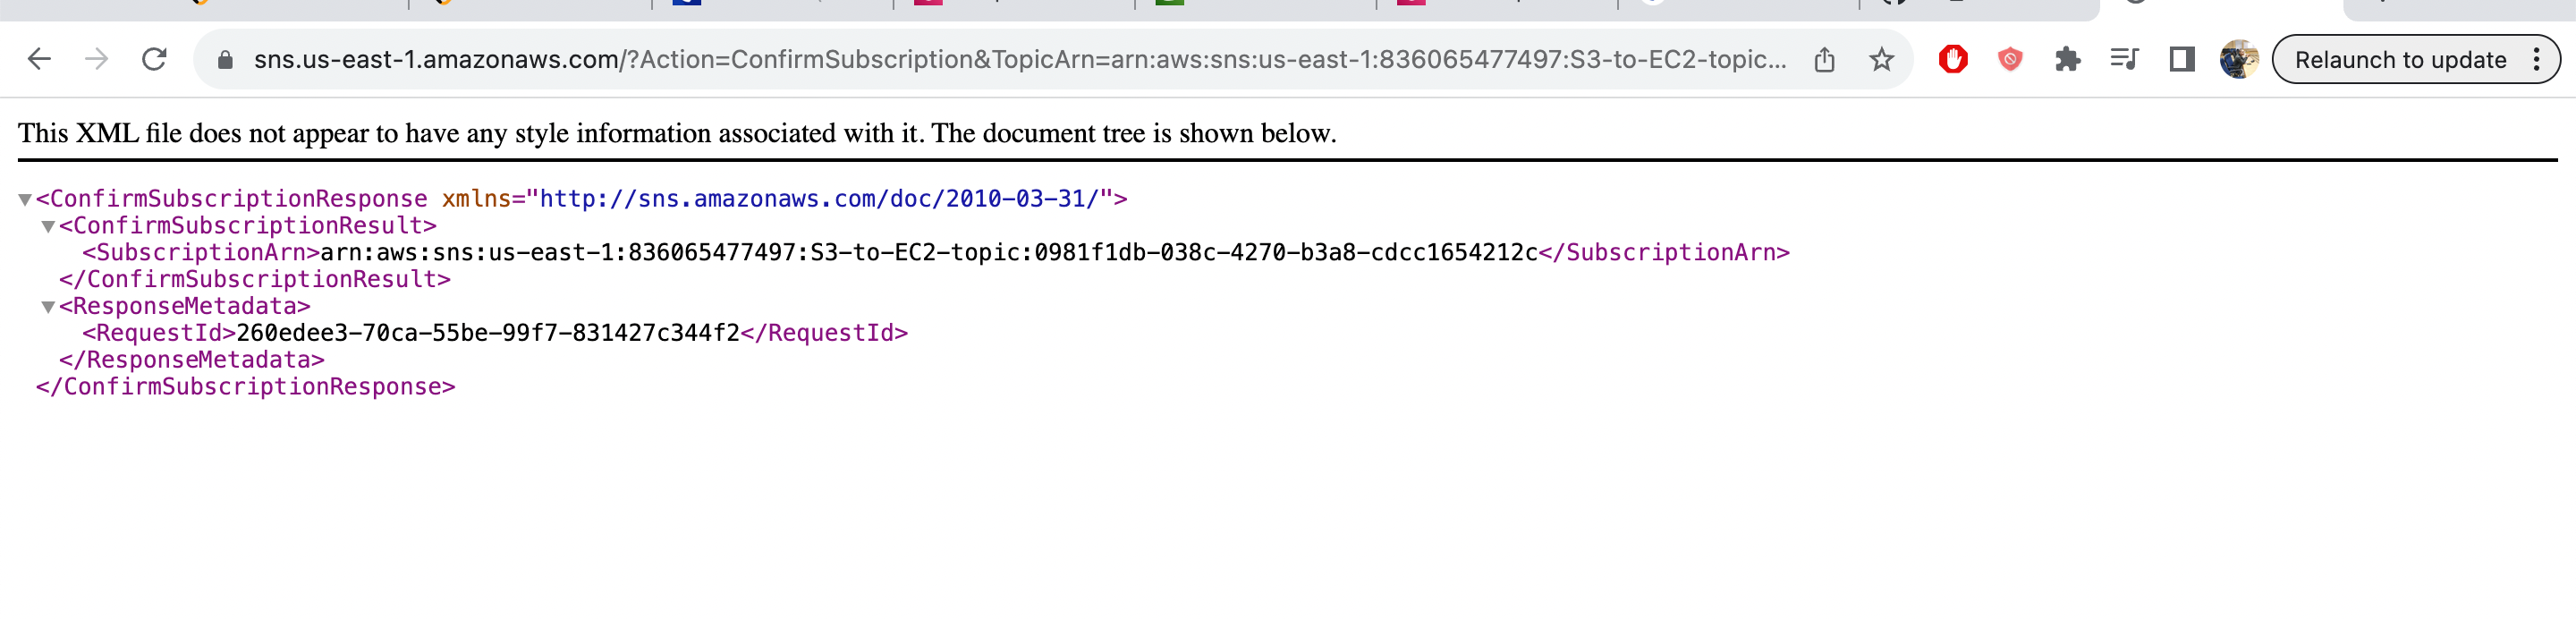 sns.us-east-1.amazonaws.com/?Action=ConfirmSubscription&TopicArn=arn:aws:sns:us-east-1:836065477497:S3-to-EC2-topic...
Relaunch to update
This XML file does not appear to have any style information associated with it. The document tree is shown below.
<ConfirmSubscriptionResponse xmlns="http://sns.amazonaws.com/doc/2010-03-31/">
<ConfirmSubscriptionResult>
<SubscriptionArn>arn:aws:sns:us-east-1:836065477497:S3-to-EC2-topic:0981f1db-038c-4270-b3a8-cdcc1654212c</SubscriptionArn>
</ConfirmSubscriptionResult>
<ResponseMetadata>
<RequestId>260edee3-70ca-55be-99f7-831427c344f2</RequestId>
</ResponseMetadata>
</ConfirmSubscriptionResponse>